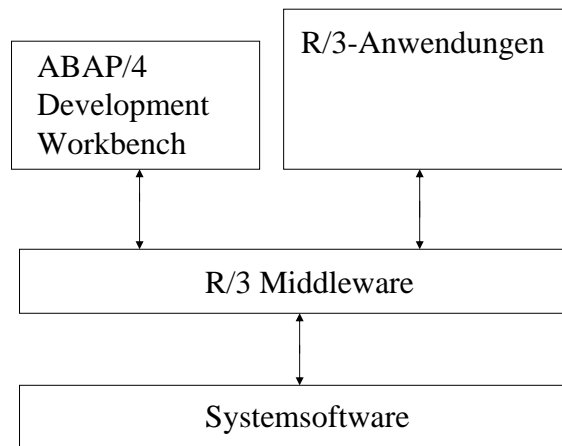 ABAP/4
Development
Workbench
R/3-Anwendungen
R/3 Middleware
Systemsoftware